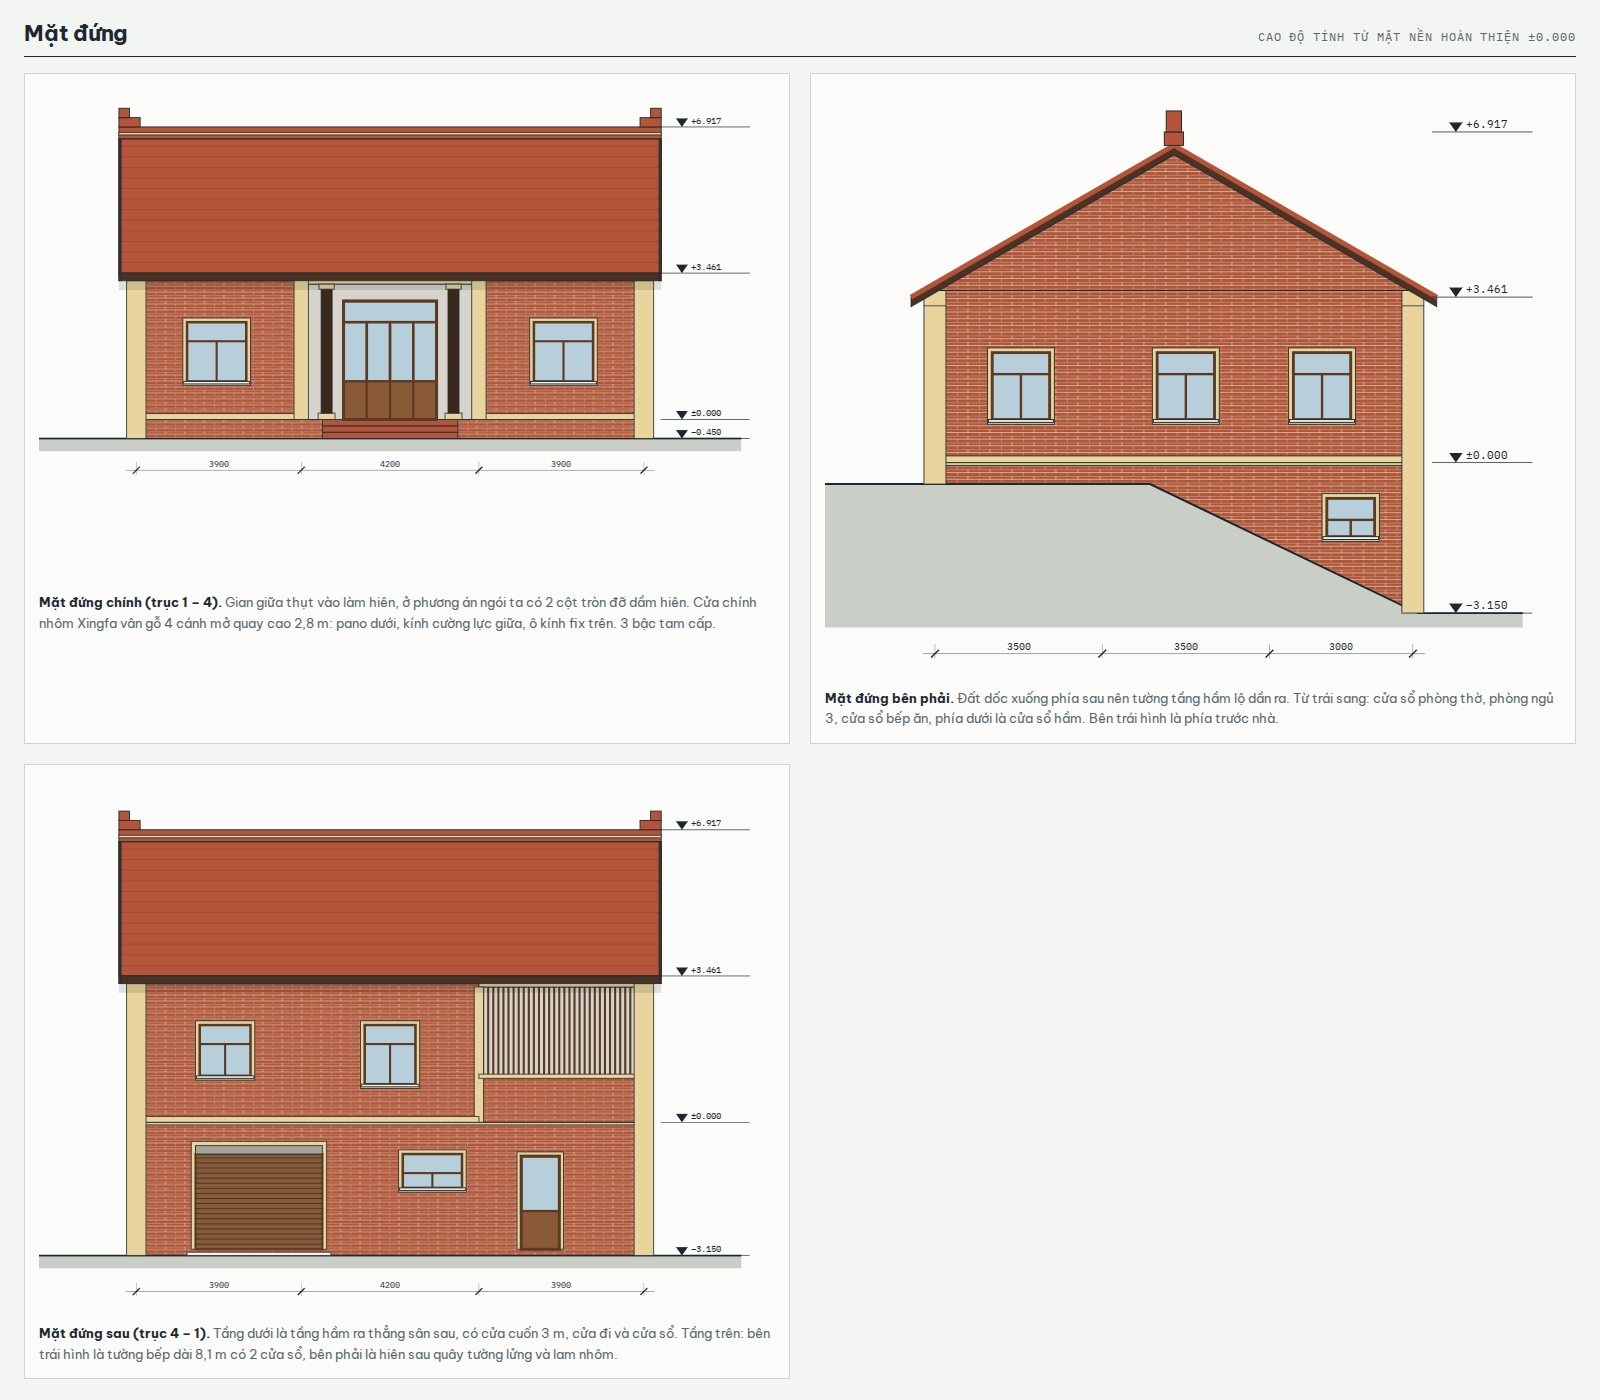 Mặt đứng
CAO ĐỘ TÍNH TỪ MẶT NỀN HOÀN THIỆN ±0.000
+6.917
+3.461
±0.000
−0.450
3900 4200 3900
Mặt đứng chính (trục 1 – 4). Gian giữa thụt vào làm hiên, ở phương án ngói ta có 2 cột tròn đỡ dầm hiên. Cửa chính
nhôm Xingfa vân gỗ 4 cánh mở quay cao 2,8 m: pano dưới, kính cường lực giữa, ô kính fix trên. 3 bậc tam cấp.
+6.917
+3.461
±0.000
−3.150
3500 3500 3000
Mặt đứng bên phải. Đất dốc xuống phía sau nên tường tầng hầm lộ dần ra. Từ trái sang: cửa sổ phòng thờ, phòng ngủ
3, cửa sổ bếp ăn, phía dưới là cửa sổ hầm. Bên trái hình là phía trước nhà.
+6.917
+3.461
±0.000
−3.150
3900 4200 3900
Mặt đứng sau (trục 4 – 1). Tầng dưới là tầng hầm ra thẳng sân sau, có cửa cuốn 3 m, cửa đi và cửa sổ. Tầng trên: bên
trái hình là tường bếp dài 8,1 m có 2 cửa sổ, bên phải là hiên sau quây tường lửng và lam nhôm.